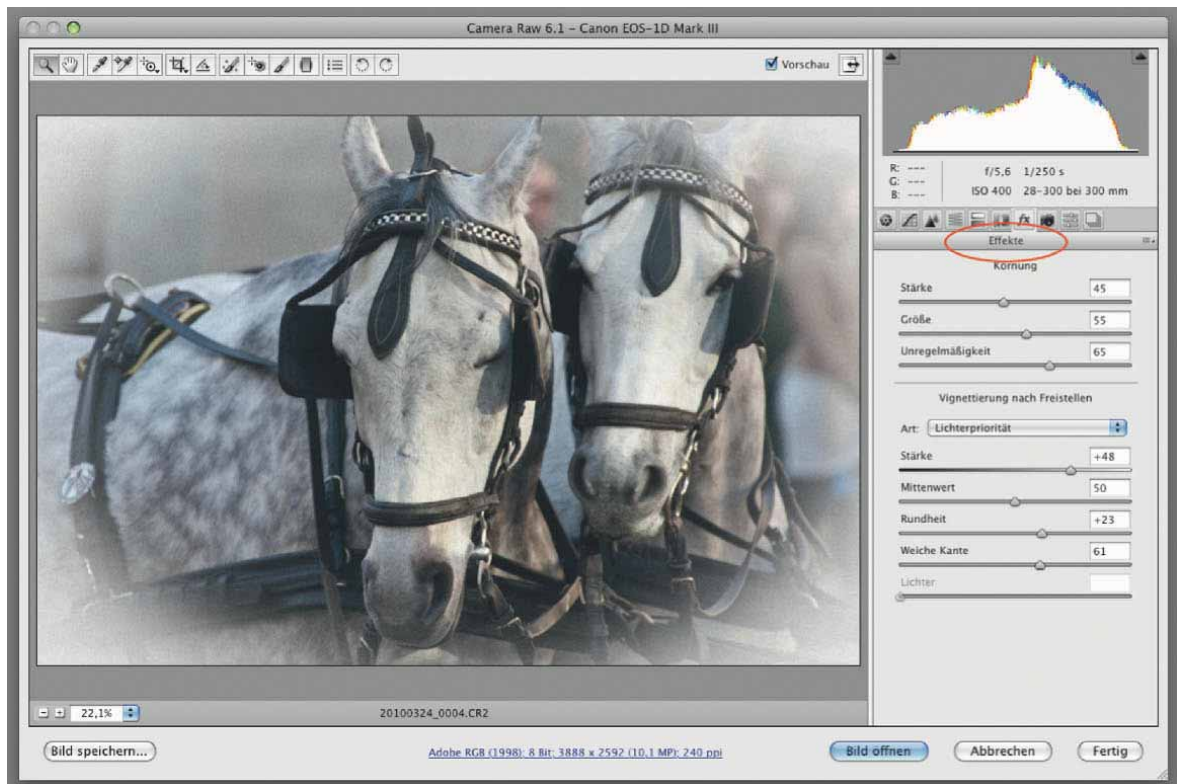 Camera Raw 6.1 – Canon EOS-1D Mark III
Vorschau
R: ---
G: ---
B: ---
f/5,6 1/250 s
ISO 400 28-300 bei 300 mm
Effekte
Körnung
Stärke 45
Größe 55
Unregelmäßigkeit 65
Vignettierung nach Freistellen
Art: Lichterpriorität
Stärke +48
Mittenwert 50
Rundheit +23
Weiche Kante 61
Lichter
22,1%
20100324_0004.CR2
Bild speichern...
Adobe RGB (1998); 8 Bit; 3888 x 2592 (10,1 MP); 240 ppi
Bild öffnen
Abbrechen
Fertig